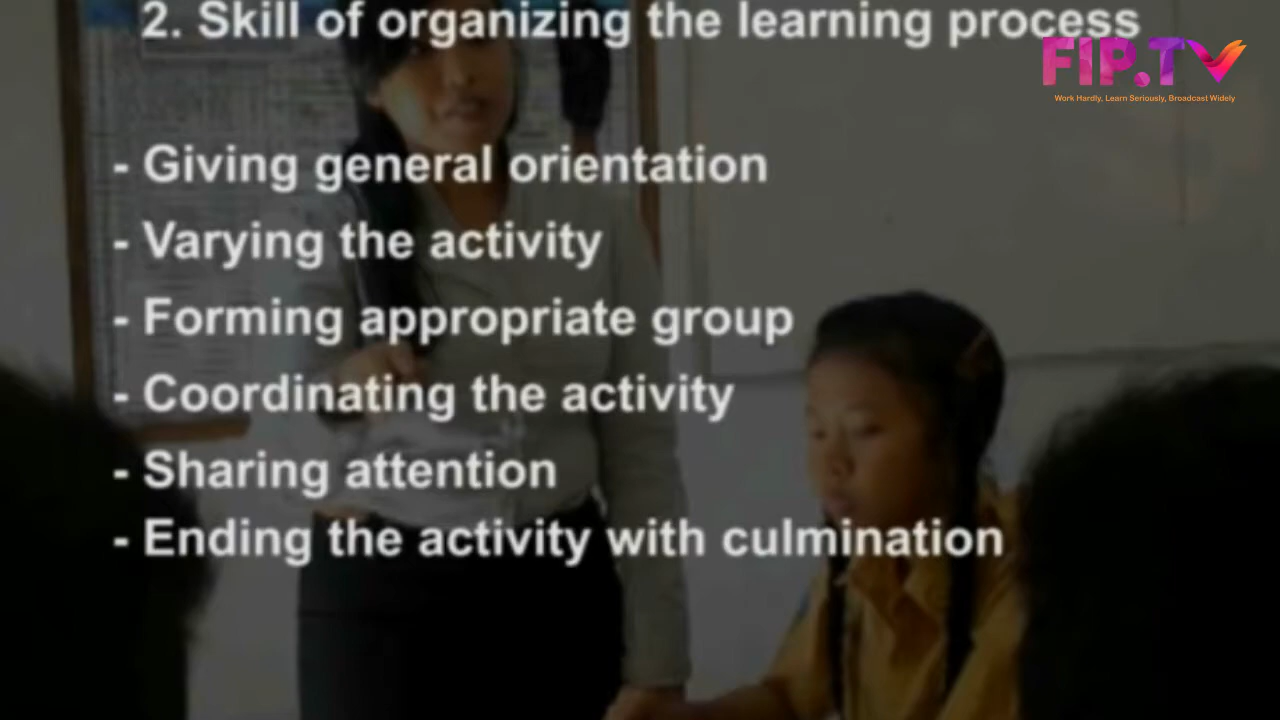 2. Skill of organizing the learning process
FIP.TV
Work Hardly, Learn Seriously, Broadcast Widely
- Giving general orientation
- Varying the activity
- Forming appropriate group
- Coordinating the activity
- Sharing attention
- Ending the activity with culmination